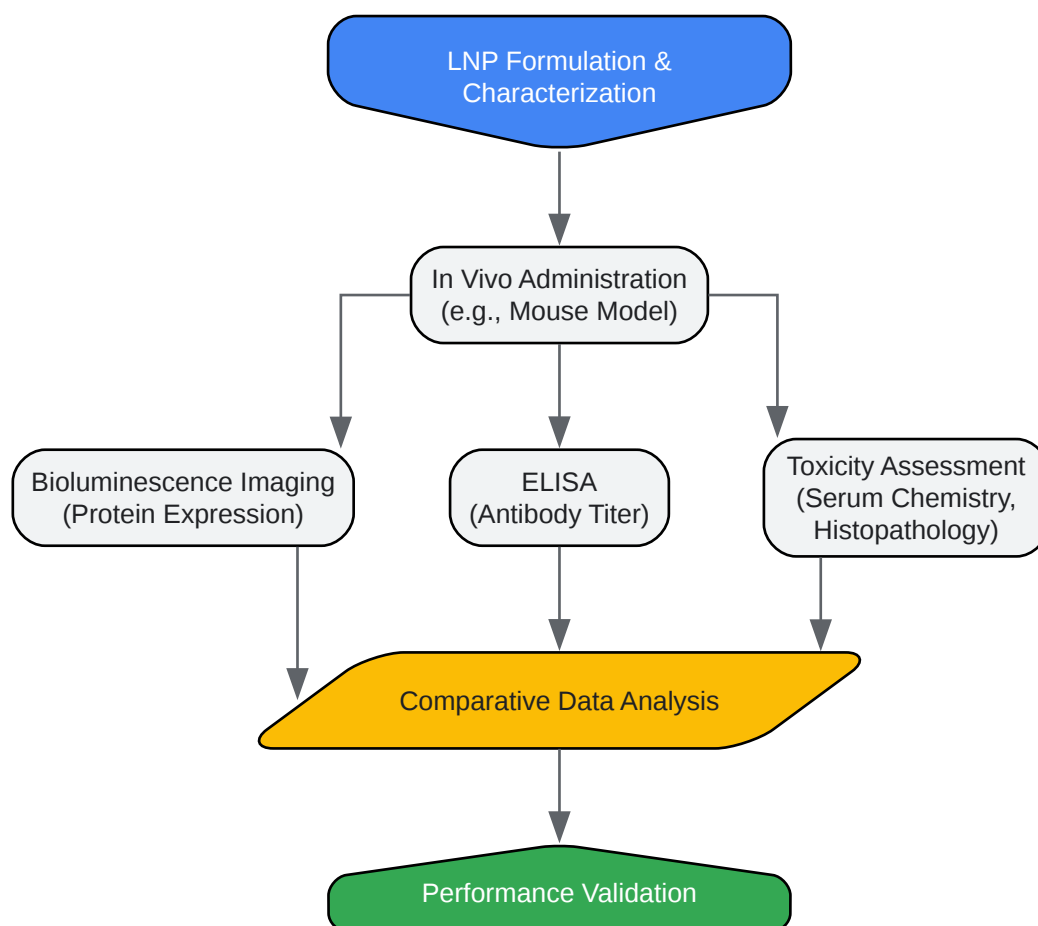 LNP Formulation &
Characterization
In Vivo Administration
(e.g., Mouse Model)
Bioluminescence Imaging
(Protein Expression)
ELISA
(Antibody Titer)
Toxicity Assessment
(Serum Chemistry,
Histopathology)
Comparative Data Analysis
Performance Validation